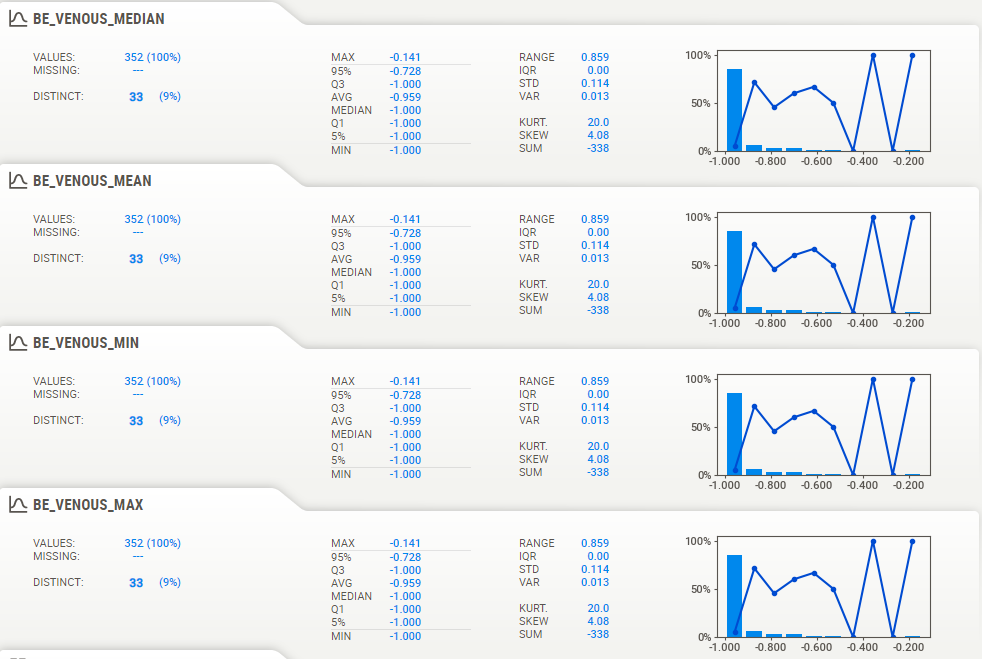 BE_VENOUS_MEDIAN
VALUES: 352 (100%)
MISSING: ---
DISTINCT: 33 (9%)
MAX -0.141
95% -0.728
Q3 -1.000
AVG -0.959
MEDIAN -1.000
Q1 -1.000
5% -1.000
MIN -1.000
RANGE 0.859
IQR 0.00
STD 0.114
VAR 0.013
KURT. 20.0
SKEW 4.08
SUM -338
100%
50%
0%
-1.000 -0.800 -0.600 -0.400 -0.200
BE_VENOUS_MEAN
VALUES: 352 (100%)
MISSING: ---
DISTINCT: 33 (9%)
MAX -0.141
95% -0.728
Q3 -1.000
AVG -0.959
MEDIAN -1.000
Q1 -1.000
5% -1.000
MIN -1.000
RANGE 0.859
IQR 0.00
STD 0.114
VAR 0.013
KURT. 20.0
SKEW 4.08
SUM -338
100%
50%
0%
-1.000 -0.800 -0.600 -0.400 -0.200
BE_VENOUS_MIN
VALUES: 352 (100%)
MISSING: ---
DISTINCT: 33 (9%)
MAX -0.141
95% -0.728
Q3 -1.000
AVG -0.959
MEDIAN -1.000
Q1 -1.000
5% -1.000
MIN -1.000
RANGE 0.859
IQR 0.00
STD 0.114
VAR 0.013
KURT. 20.0
SKEW 4.08
SUM -338
100%
50%
0%
-1.000 -0.800 -0.600 -0.400 -0.200
BE_VENOUS_MAX
VALUES: 352 (100%)
MISSING: ---
DISTINCT: 33 (9%)
MAX -0.141
95% -0.728
Q3 -1.000
AVG -0.959
MEDIAN -1.000
Q1 -1.000
5% -1.000
MIN -1.000
RANGE 0.859
IQR 0.00
STD 0.114
VAR 0.013
KURT. 20.0
SKEW 4.08
SUM -338
100%
50%
0%
-1.000 -0.800 -0.600 -0.400 -0.200